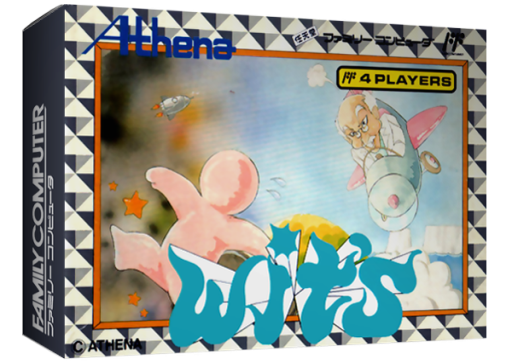 Athena
任天堂 ファミリーコンピュータ
4 PLAYERS
wit's
© ATHENA
FAMILY COMPUTER
ファミリーコンピュータ